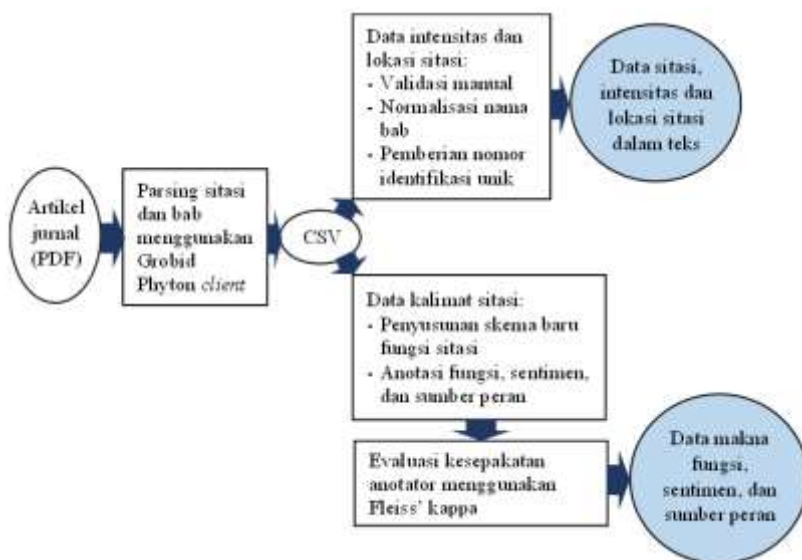 Artikel
jurnal
(PDF)
Parsing sitasi
dan bab
menggunakan
Grobid
Phyton client
CSV
Data intensitas dan
lokasi sitasi:
- Validasi manual
- Normalisasi nama
bab
- Pemberian nomor
identifikasi unik
Data sitasi,
intensitas dan
lokasi sitasi
dalam teks
Data kalimat sitasi:
- Penyusunan skema baru
fungsi sitasi
- Anotasi fungsi, sentimen,
dan sumber peran
Evaluasi kesepakatan
anotator menggunakan
Fleiss’ kappa
Data makna
fungsi,
sentimen, dan
sumber peran